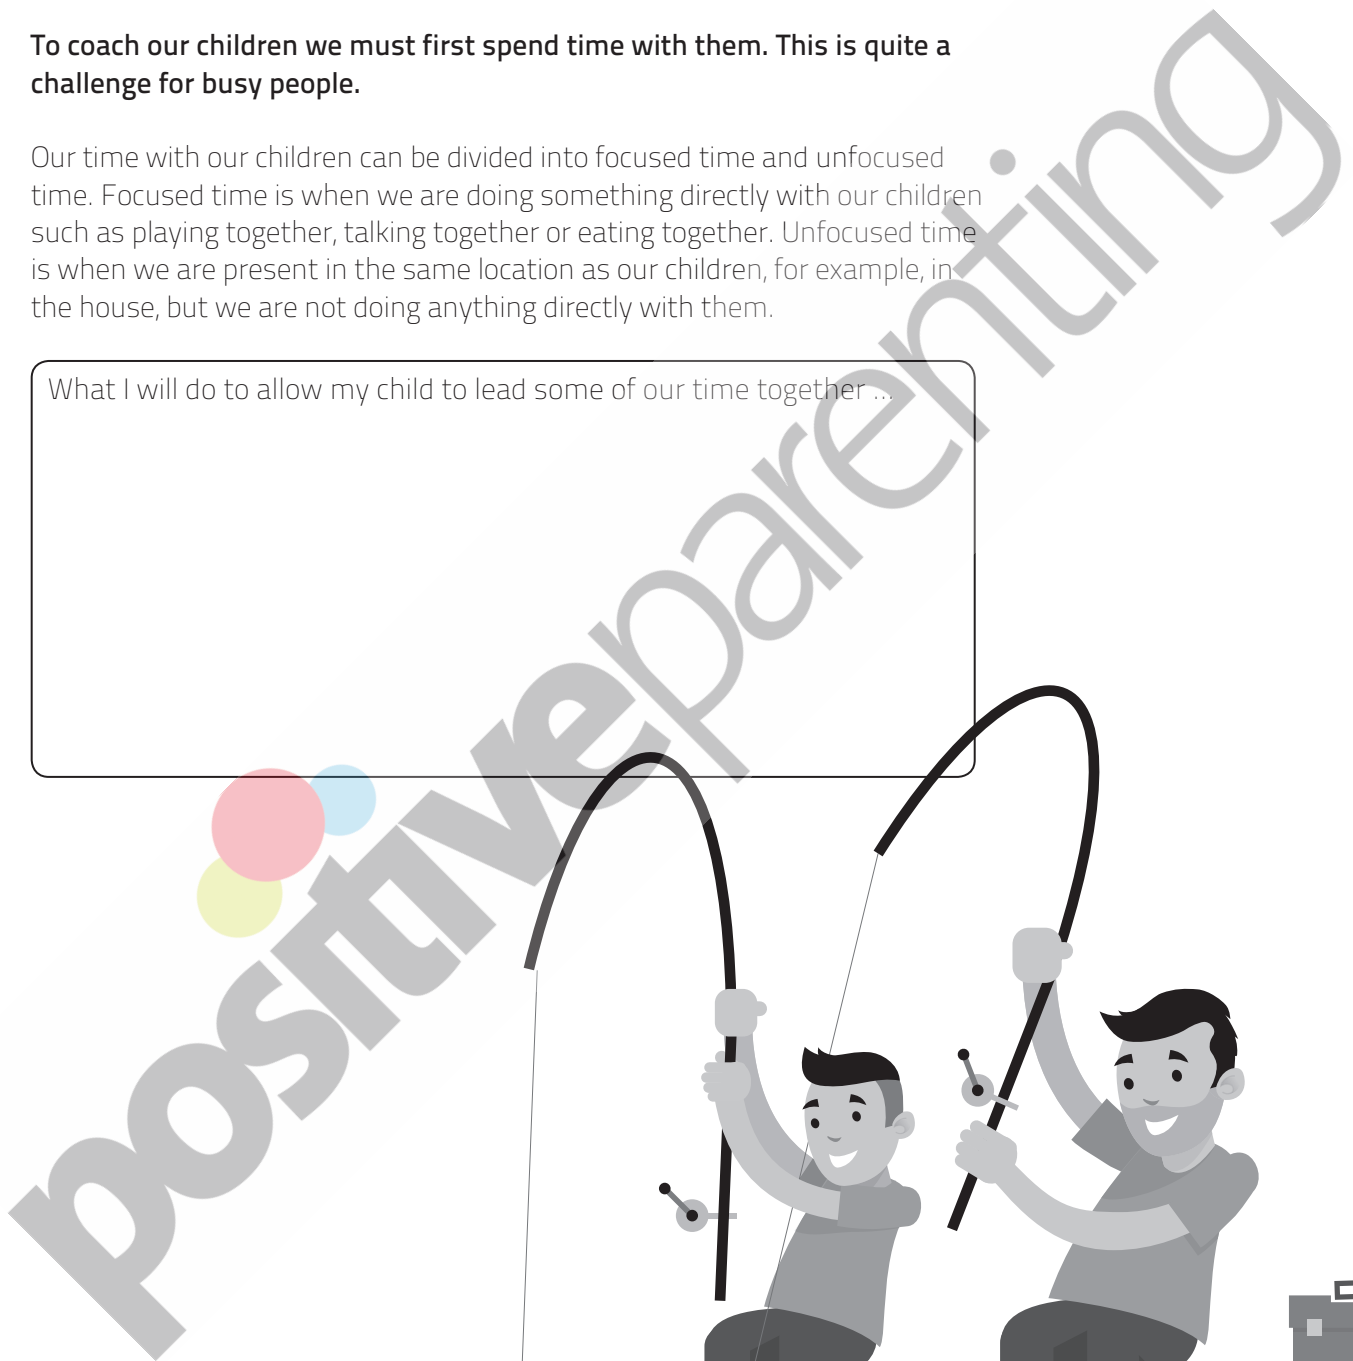 To coach our children we must first spend time with them. This is quite a
challenge for busy people.
Our time with our children can be divided into focused time and unfocused
time. Focused time is when we are doing something directly with our children
such as playing together, talking together or eating together. Unfocused time
is when we are present in the same location as our children, for example, in
the house, but we are not doing anything directly with them.
What I will do to allow my child to lead some of our time together ...
positiveparenting